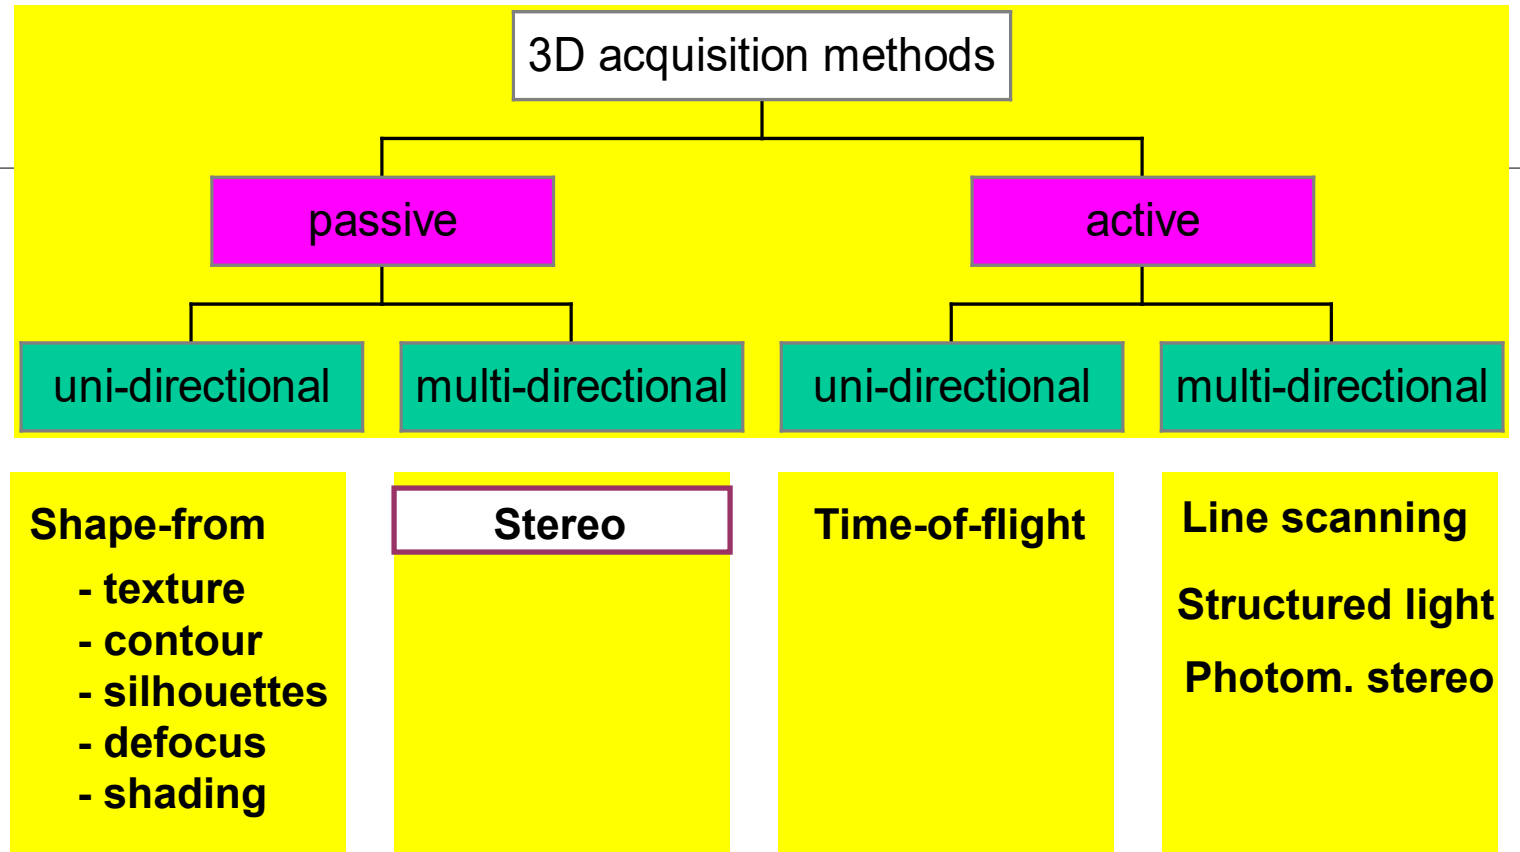 3D acquisition methods
passive
active
uni-directional
multi-directional
uni-directional
multi-directional
Shape-from
- texture
- contour
- silhouettes
- defocus
- shading
Stereo
Time-of-flight
Line scanning
Structured light
Photom. stereo